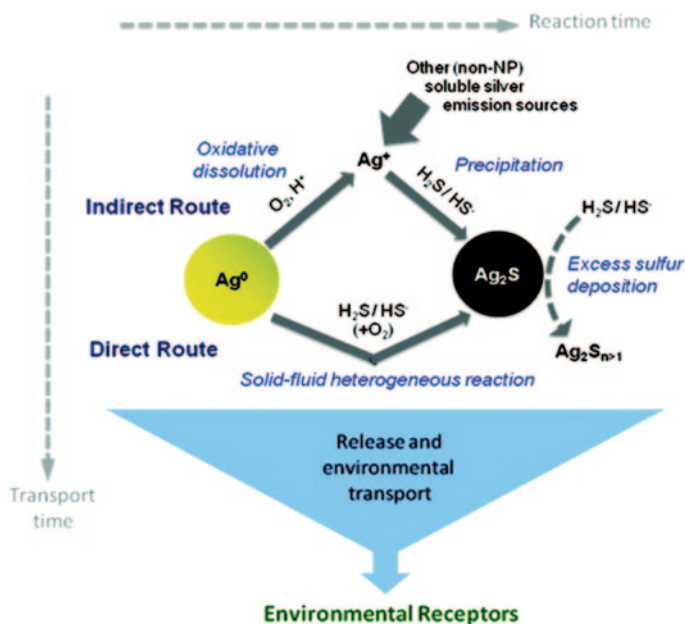 Reaction time
Other (non-NP)
soluble silver
emission sources
Oxidative
dissolution
Ag⁺
Precipitation
O₂, H⁺
H₂S/HS⁻
Indirect Route
H₂S/HS⁻
Ag⁰
Ag₂S
Excess sulfur
deposition
H₂S/HS⁻
(+O₂)
Direct Route
Ag₂Sₙ>₁
Solid-fluid heterogeneous reaction
Release and
environmental
transport
Transport
time
Environmental Receptors